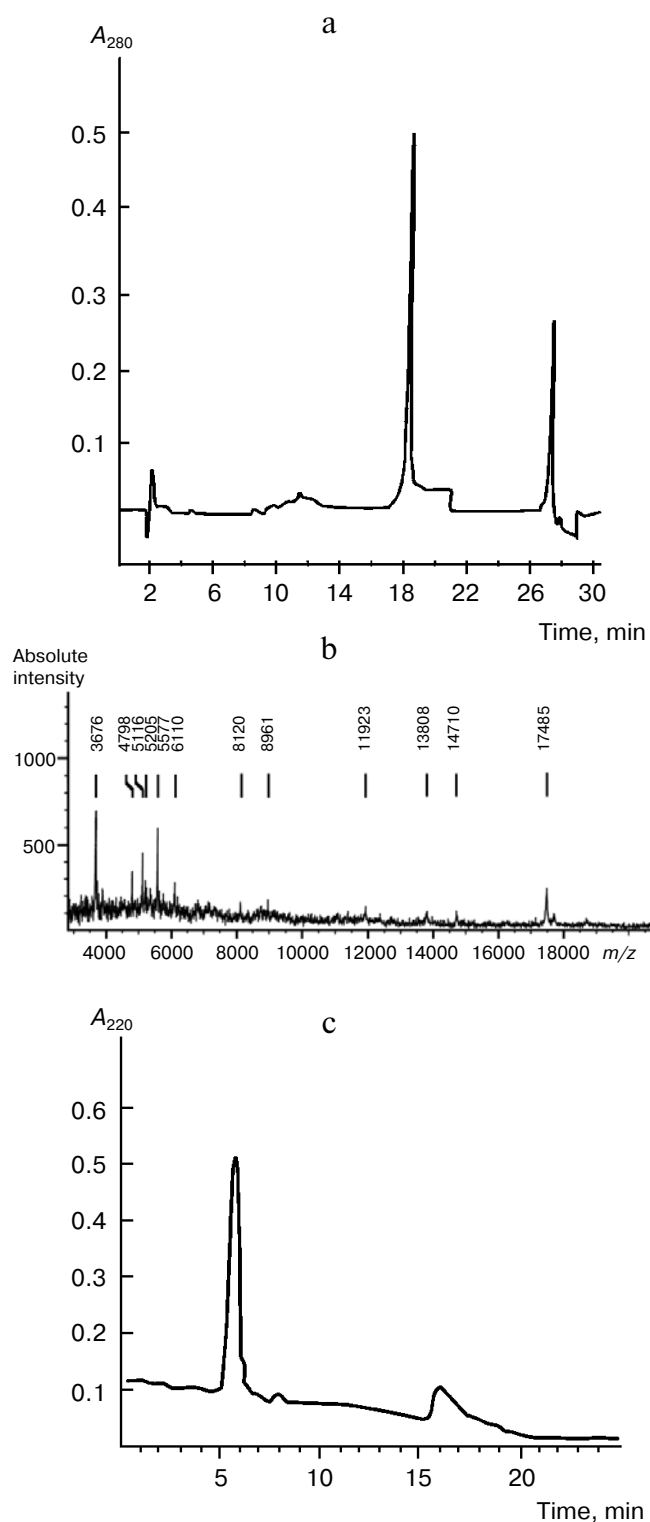 a
A280
0.5
0.4
0.3
0.2
0.1
2 6 10 14 18 22 26 30
Time, min
b
Absolute
intensity
3676 4798 5116 5205 5577 6110 8120 8961 11923 13808 14710 17485
1000
500
4000 6000 8000 10000 12000 14000 16000 18000 m/z
c
A220
0.6
0.5
0.4
0.3
0.2
0.1
5 10 15 20
Time, min